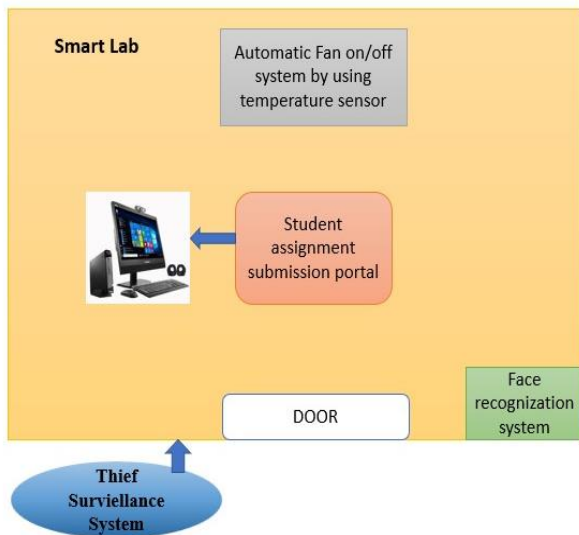 Smart Lab
Automatic Fan on/off
system by using
temperature sensor
Student
assignment
submission portal
DOOR
Face
recognization
system
Thief
Surviellance
System